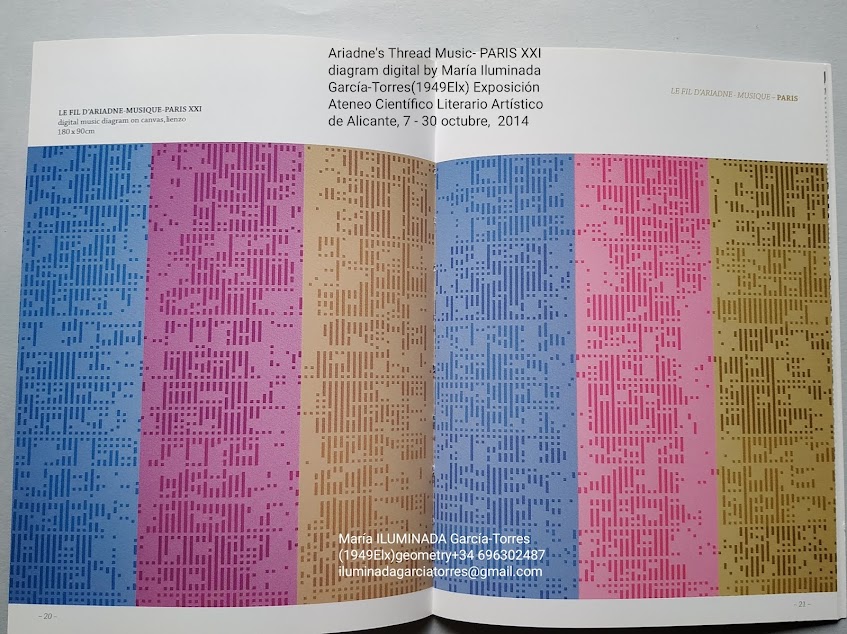 Ariadne's Thread Music- PARIS XXI
diagram digital by María Iluminada
García-Torres(1949Elx) Exposición
Ateneo Científico Literario Artístico
de Alicante, 7 - 30 octubre, 2014
LE FIL D'ARIADNE-MUSIQUE-PARIS XXI
digital music diagram on canvas,lienzo
180 x 90cm
LE FIL D'ARIADNE - MUSIQUE – PARIS
María ILUMINADA García-Torres
(1949Elx)geometry+34 696302487
iluminadagarciatorres@gmail.com
– 20 –
– 21 –